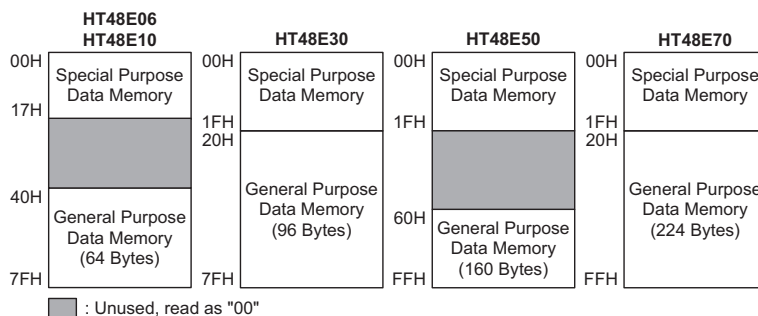 HT48E06
HT48E10
00H
Special Purpose
Data Memory
17H
40H
General Purpose
Data Memory
(64 Bytes)
7FH
HT48E30
00H
Special Purpose
Data Memory
1FH
20H
General Purpose
Data Memory
(96 Bytes)
7FH
HT48E50
00H
Special Purpose
Data Memory
1FH
60H
General Purpose
Data Memory
(160 Bytes)
FFH
HT48E70
00H
Special Purpose
Data Memory
1FH
20H
General Purpose
Data Memory
(224 Bytes)
FFH
: Unused, read as "00"